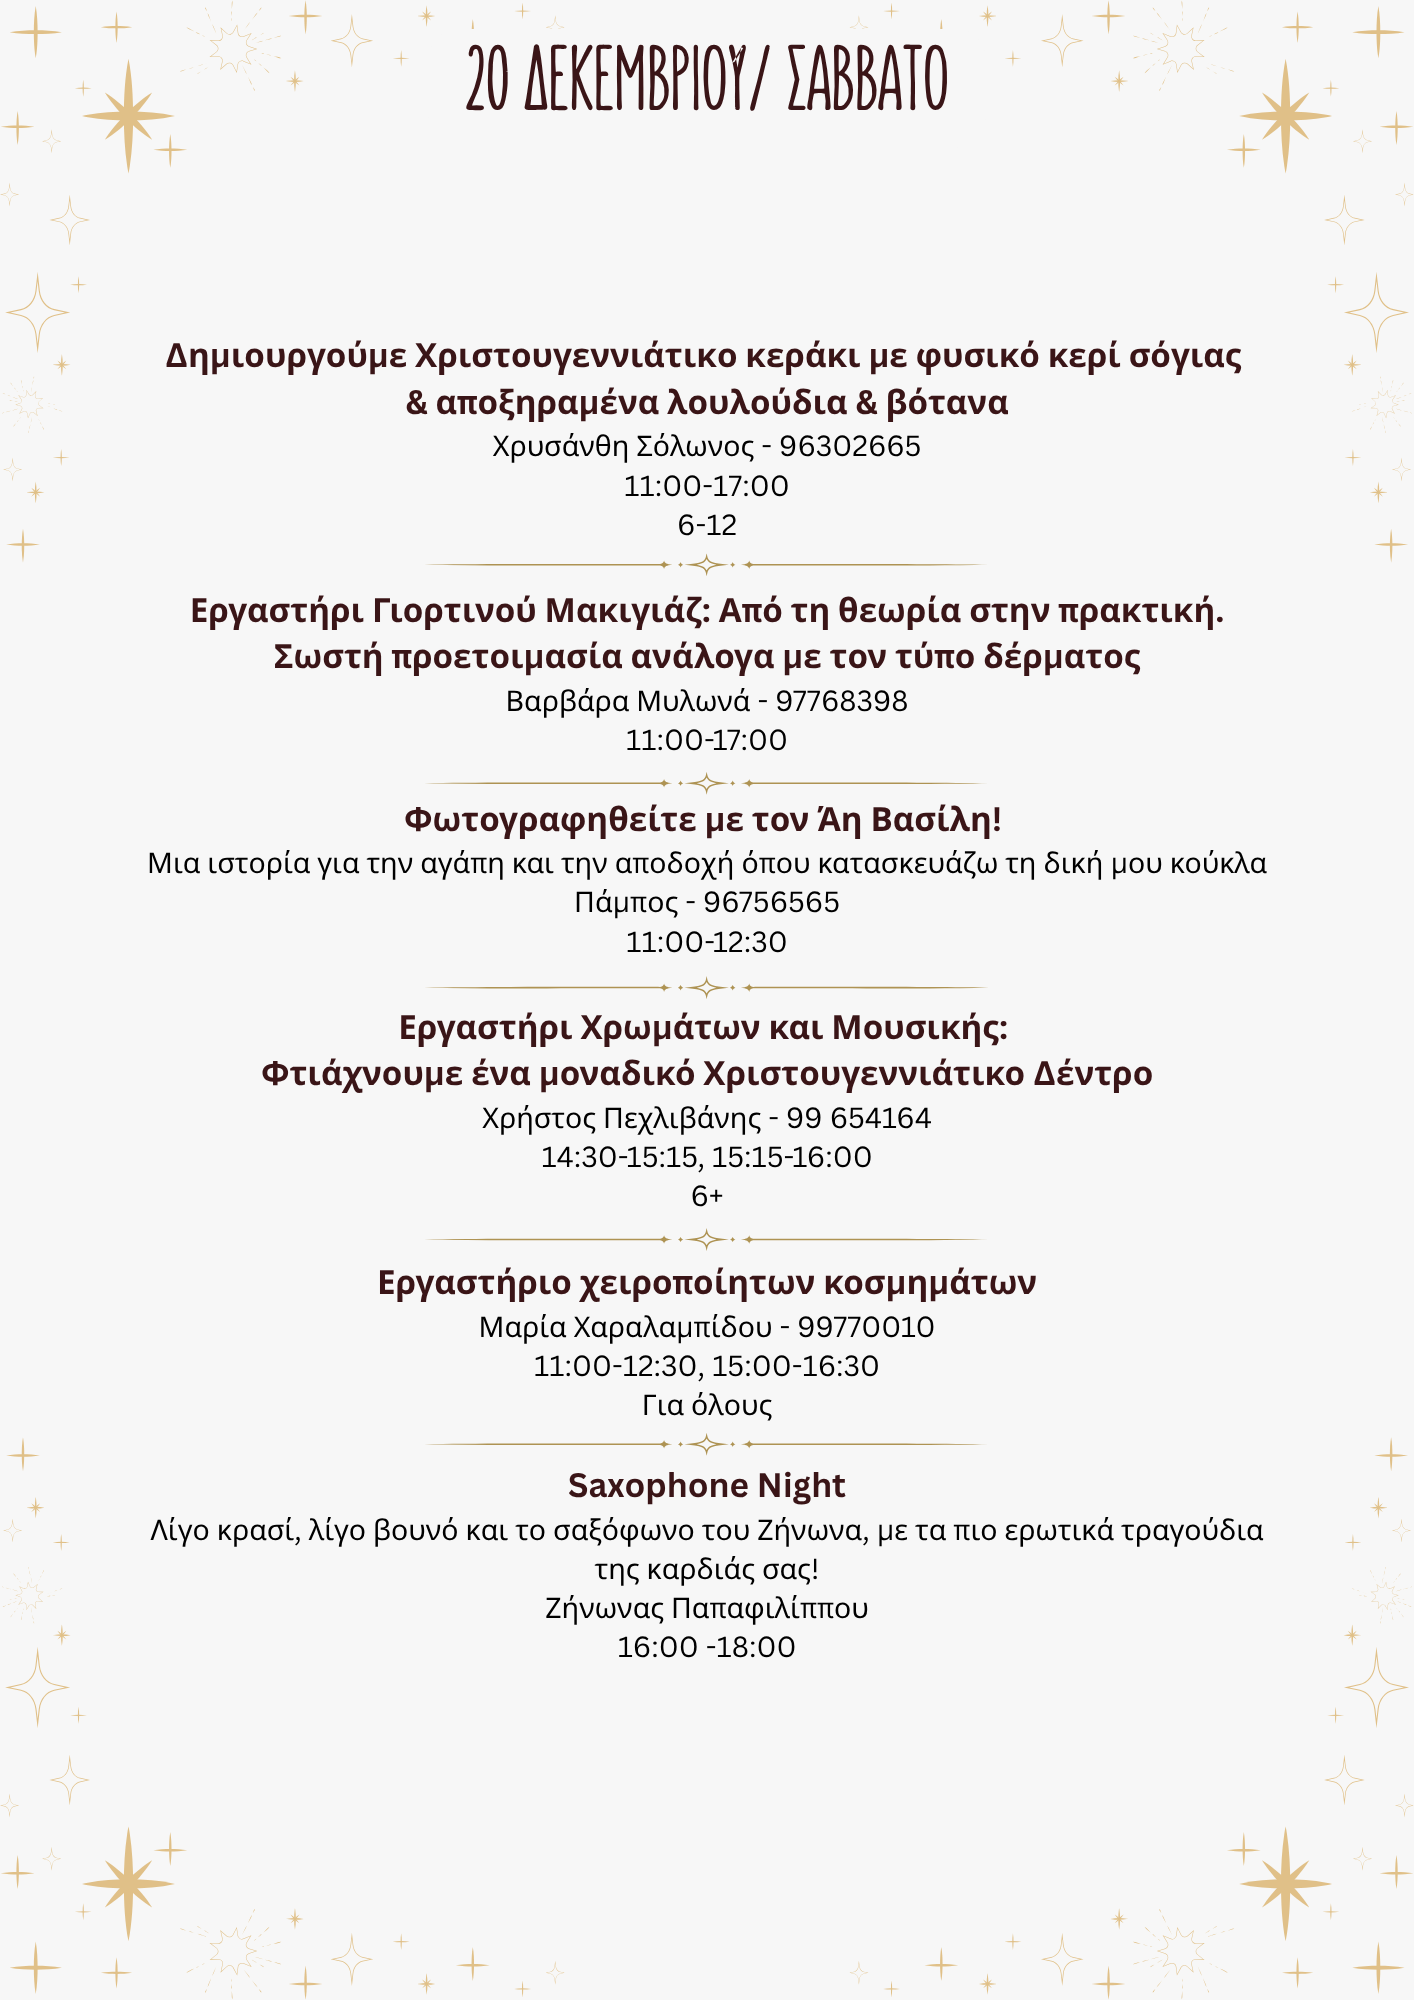 20 ΔΕΚΕΜΒΡΙΟΥ/ ΣΑΒΒΑΤΟ
Δημιουργούμε Χριστουγεννιάτικο κεράκι με φυσικό κερί σόγιας
& αποξηραμένα λουλούδια & βότανα
Χρυσάνθη Σόλωνος - 96302665
11:00-17:00
6-12
Εργαστήρι Γιορτινού Μακιγιάζ: Από τη θεωρία στην πρακτική.
Σωστή προετοιμασία ανάλογα με τον τύπο δέρματος
Βαρβάρα Μυλωνά - 97768398
11:00-17:00
Φωτογραφηθείτε με τον Άη Βασίλη!
Μια ιστορία για την αγάπη και την αποδοχή όπου κατασκευάζω τη δική μου κούκλα
Πάμπος - 96756565
11:00-12:30
Εργαστήρι Χρωμάτων και Μουσικής:
Φτιάχνουμε ένα μοναδικό Χριστουγεννιάτικο Δέντρο
Χρήστος Πεχλιβάνης - 99 654164
14:30-15:15, 15:15-16:00
6+
Εργαστήριο χειροποίητων κοσμημάτων
Μαρία Χαραλαμπίδου - 99770010
11:00-12:30, 15:00-16:30
Για όλους
Saxophone Night
Λίγο κρασί, λίγο βουνό και το σαξόφωνο του Ζήνωνα, με τα πιο ερωτικά τραγούδια
της καρδιάς σας!
Ζήνωνας Παπαφιλίππου
16:00 -18:00